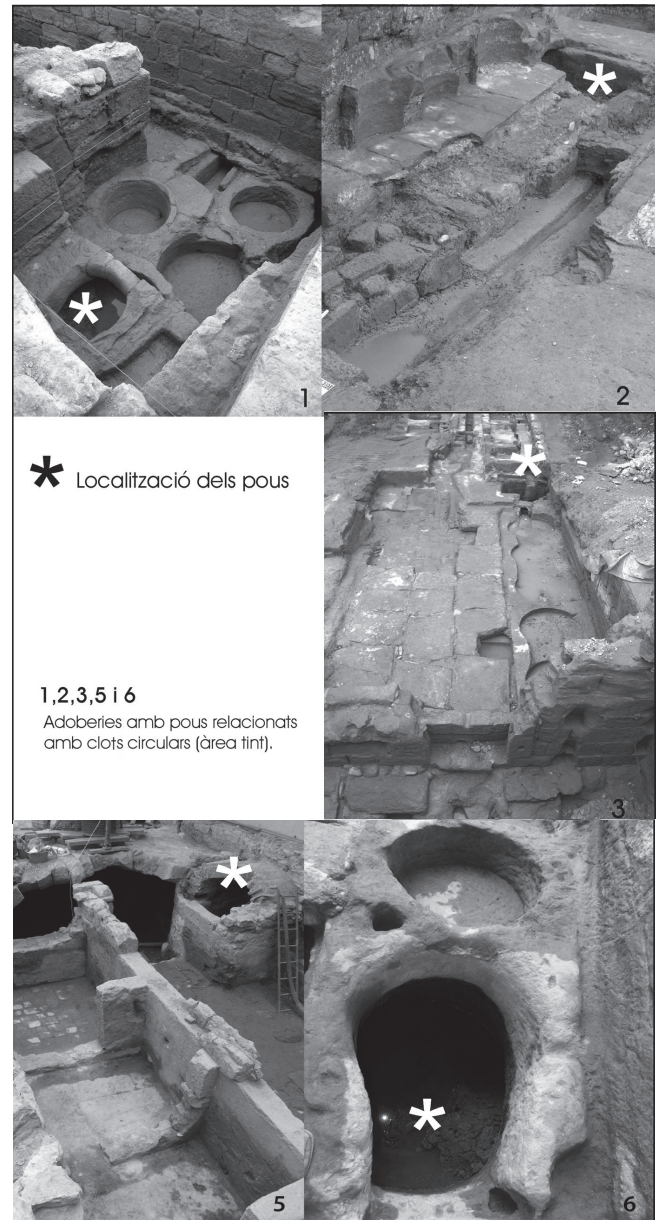 1
2
* Localització dels pous
1,2,3,5 i 6
Adoberies amb pous relacionats
amb clots circulars (àrea tint).
3
5
6